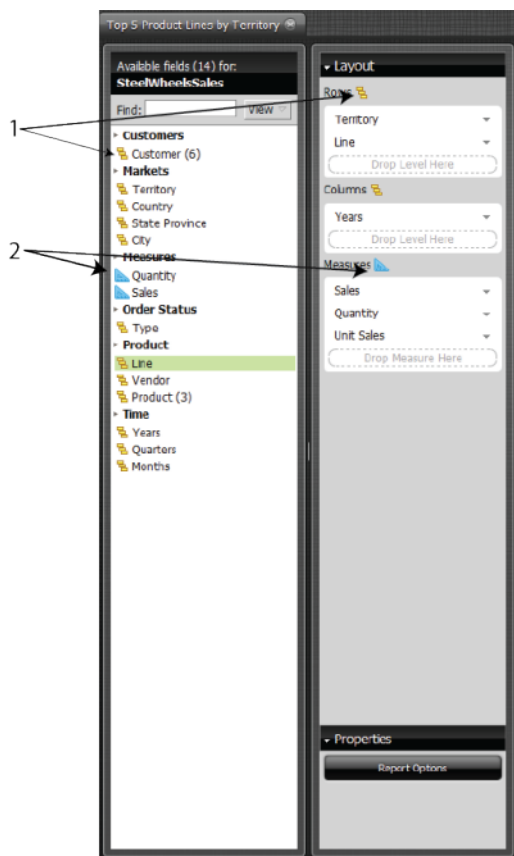 Top 5 Product Lines by Territory
Available fields (14) for:
SteelWheelsSales
Find:
View
1
Customers
Customer (6)
Markets
Territory
Country
State Province
City
2
Measures
Quantity
Sales
Order Status
Type
Product
Line
Vendor
Product (3)
Time
Years
Quarters
Months
Layout
Rows
Territory
Line
Drop Level Here
Columns
Years
Drop Level Here
Measures
Sales
Quantity
Unit Sales
Drop Measure Here
Properties
Report Options